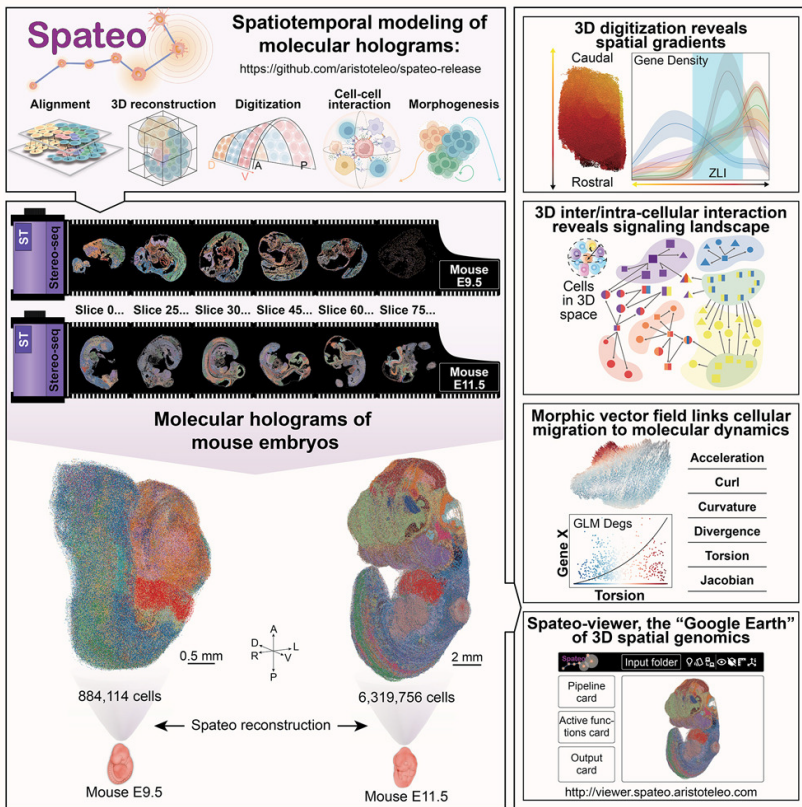 Spateo
Spatiotemporal modeling of
molecular holograms:
https://github.com/aristoteleo/spateo-release
Alignment
3D reconstruction
Digitization
Cell-cell
interaction
Morphogenesis
D
V
A
P
ST
Stereo-seq
Mouse
E9.5
Slice 0...
Slice 25...
Slice 30...
Slice 45...
Slice 60...
Slice 75...
ST
Stereo-seq
Mouse
E11.5
Molecular holograms of
mouse embryos
0.5 mm
A
D
L
R
V
P
2 mm
884,114 cells
6,319,756 cells
Spateo reconstruction
Mouse E9.5
Mouse E11.5
3D digitization reveals
spatial gradients
Caudal
Rostral
Gene Density
ZLI
3D inter/intra-cellular interaction
reveals signaling landscape
Cells
in 3D
space
Morphic vector field links cellular
migration to molecular dynamics
GLM Degs
Gene X
Torsion
Acceleration
Curl
Curvature
Divergence
Torsion
Jacobian
Spateo-viewer, the “Google Earth”
of 3D spatial genomics
Spateo
Input folder
Pipeline
card
Active func-
tions card
Output
card
http://viewer.spateo.aristoteleo.com